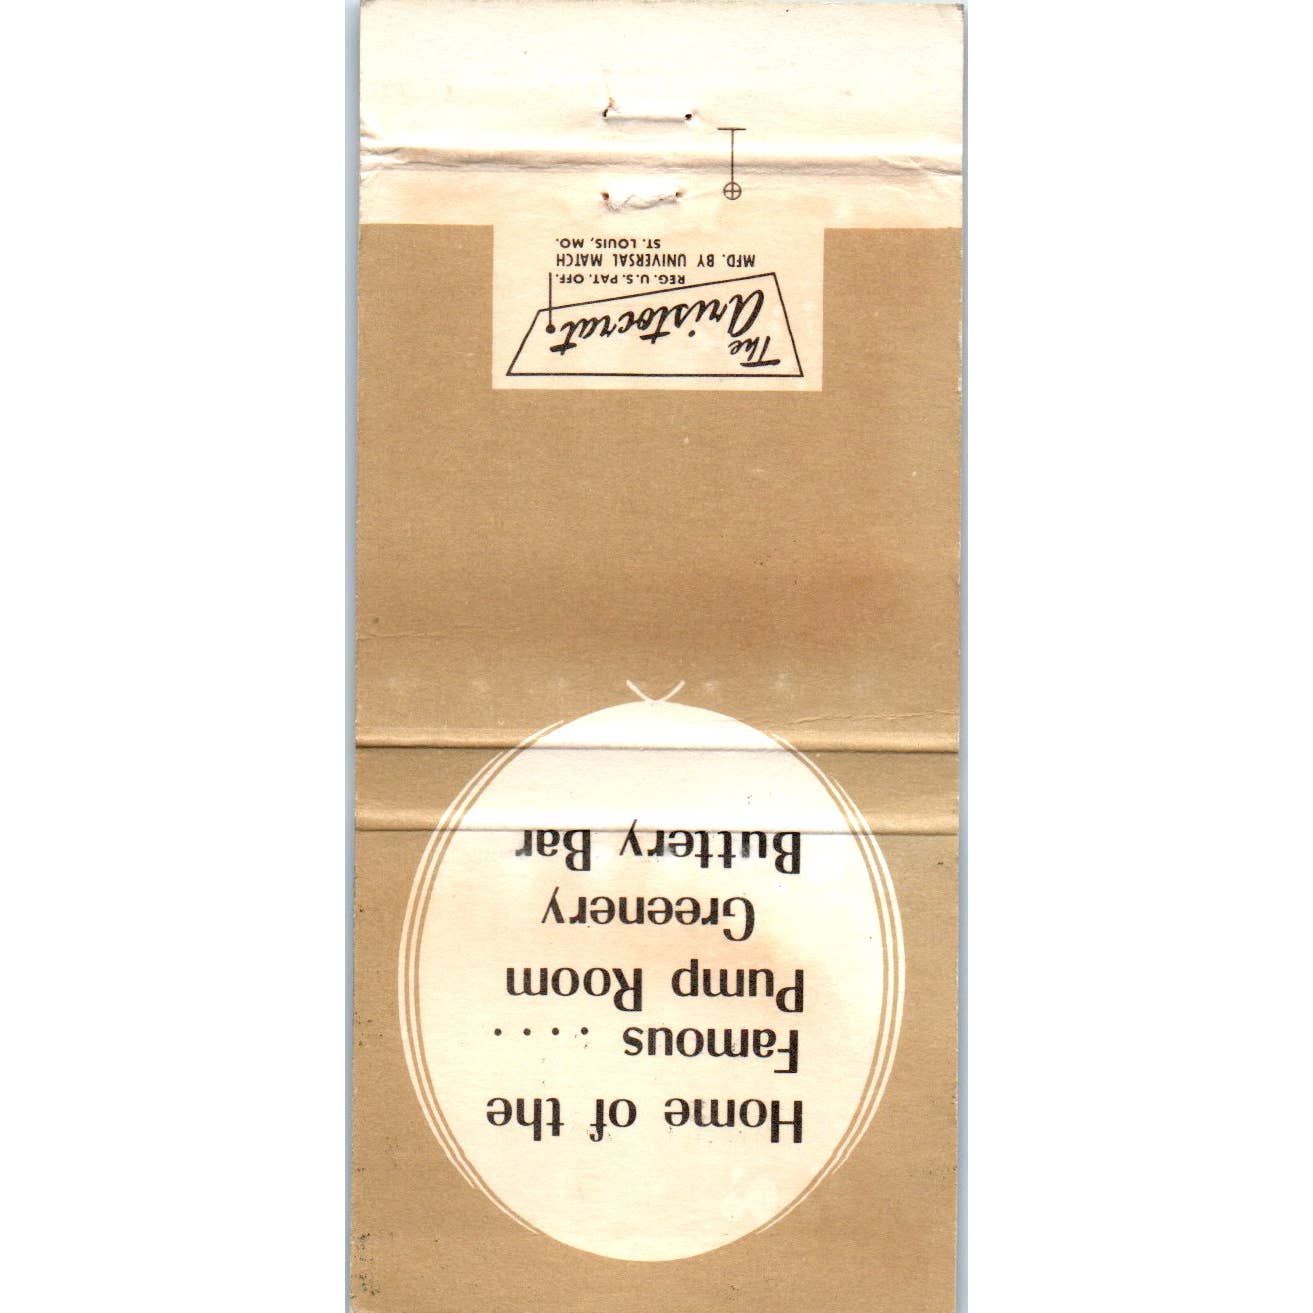 Home of the
Famous ....
Pump Room
Greenery
Buttery Bar
The
Aristocrat
REG. U.S. PAT. OFF.
MFD. BY UNIVERSAL MATCH
ST. LOUIS, MO.